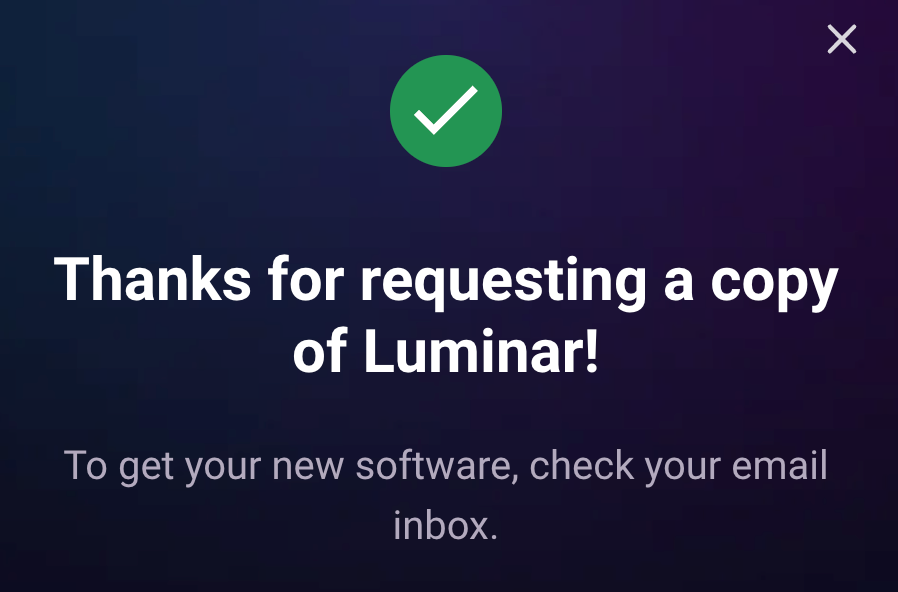 Thanks for requesting a copy
of Luminar!
To get your new software, check your email
inbox.